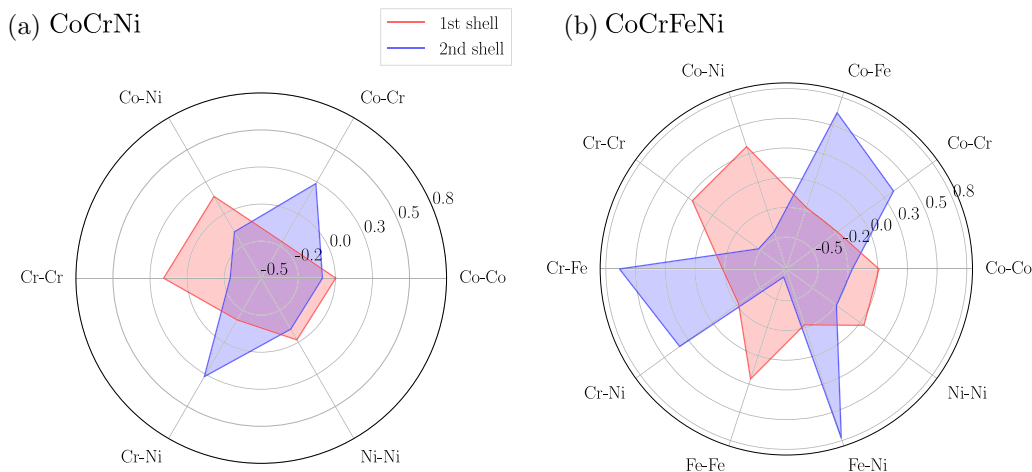 (a) CoCrNi
1st shell
2nd shell
(b) CoCrFeNi
Co-Ni
Co-Cr
Cr-Cr
Co-Co
Cr-Ni
Ni-Ni
-0.5
-0.2
0.0
0.3
0.5
0.8
Co-Ni
Co-Fe
Cr-Cr
Co-Cr
Cr-Fe
Co-Co
Cr-Ni
Ni-Ni
Fe-Fe
Fe-Ni
-0.5
-0.2
0.0
0.3
0.5
0.8